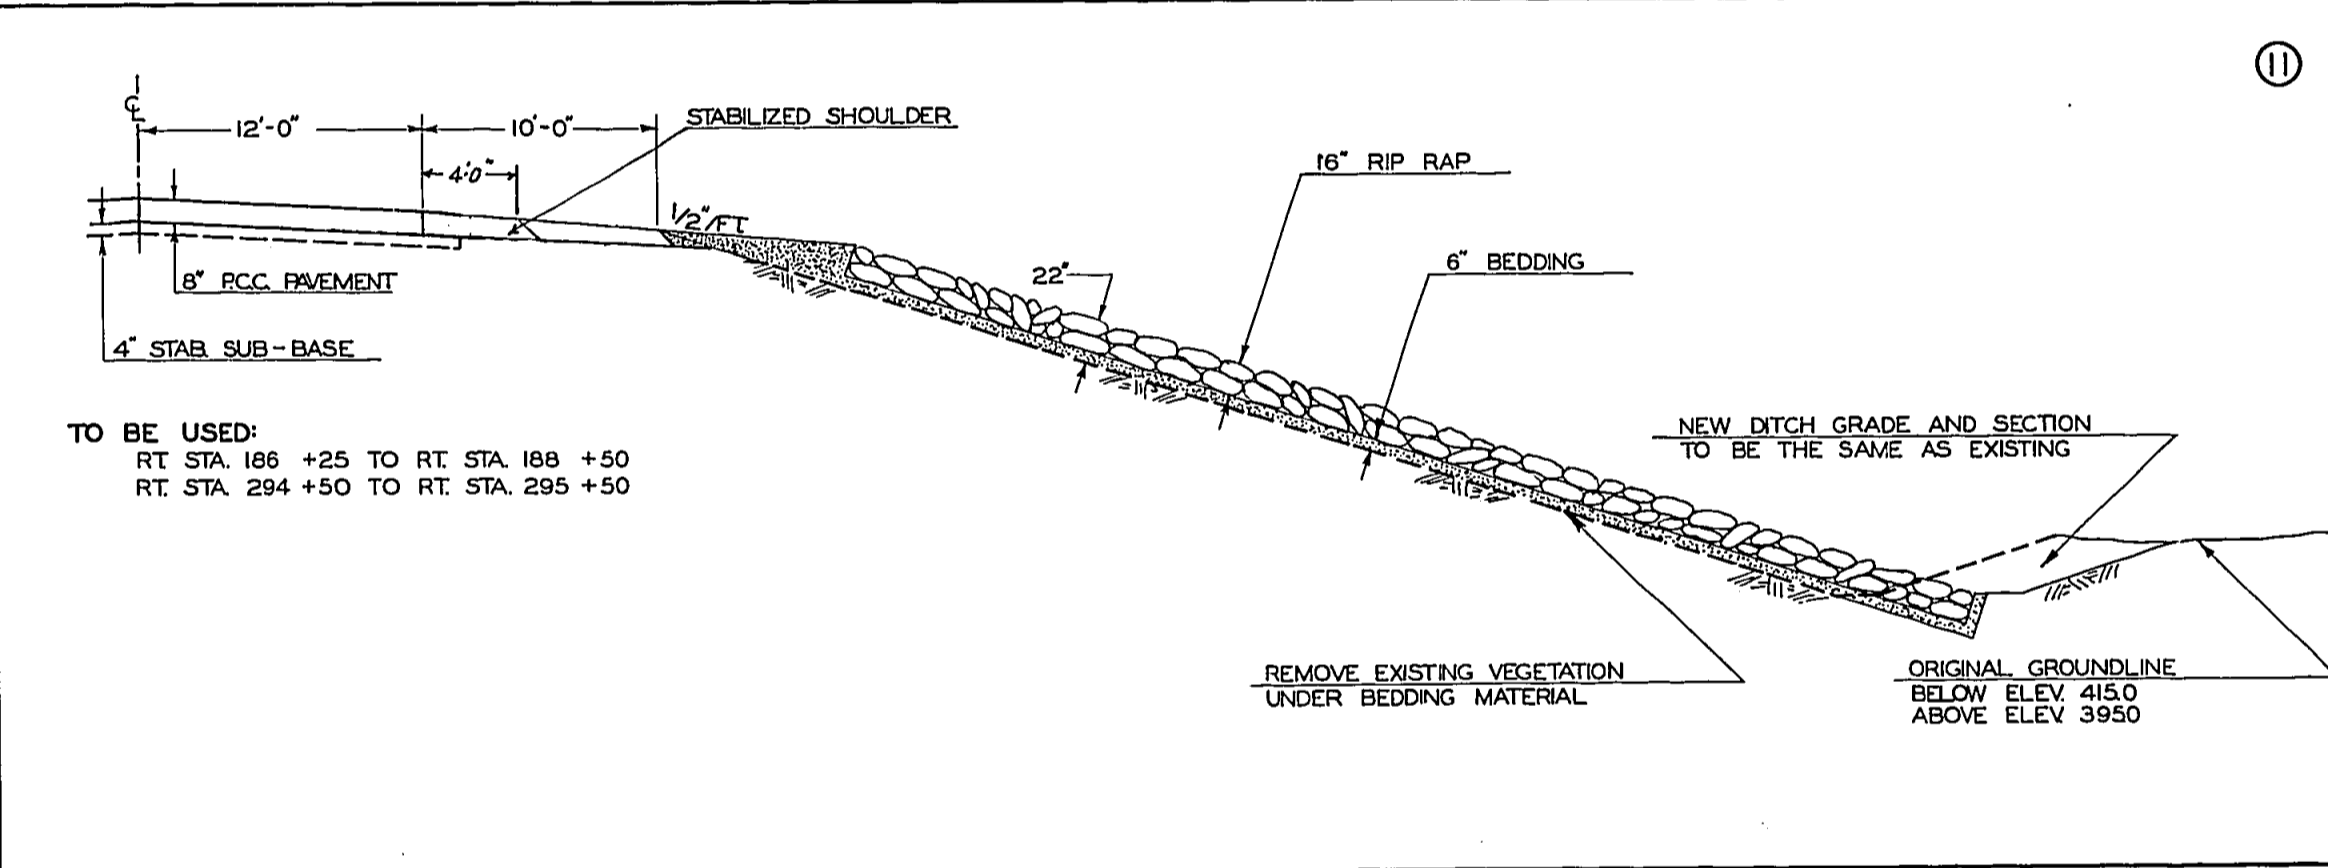 11
℄
12'-0"
10'-0"
STABILIZED SHOULDER
4'0"
16" RIP RAP
1/2"/FT
22"
6" BEDDING
8" P.C.C. PAVEMENT
4" STAB. SUB-BASE
TO BE USED:
RT. STA. 186 +25 TO RT. STA. 188 +50
RT. STA. 294 +50 TO RT. STA. 295 +50
NEW DITCH GRADE AND SECTION
TO BE THE SAME AS EXISTING
REMOVE EXISTING VEGETATION
UNDER BEDDING MATERIAL
ORIGINAL GROUNDLINE
BELOW ELEV. 415.0
ABOVE ELEV. 395.0